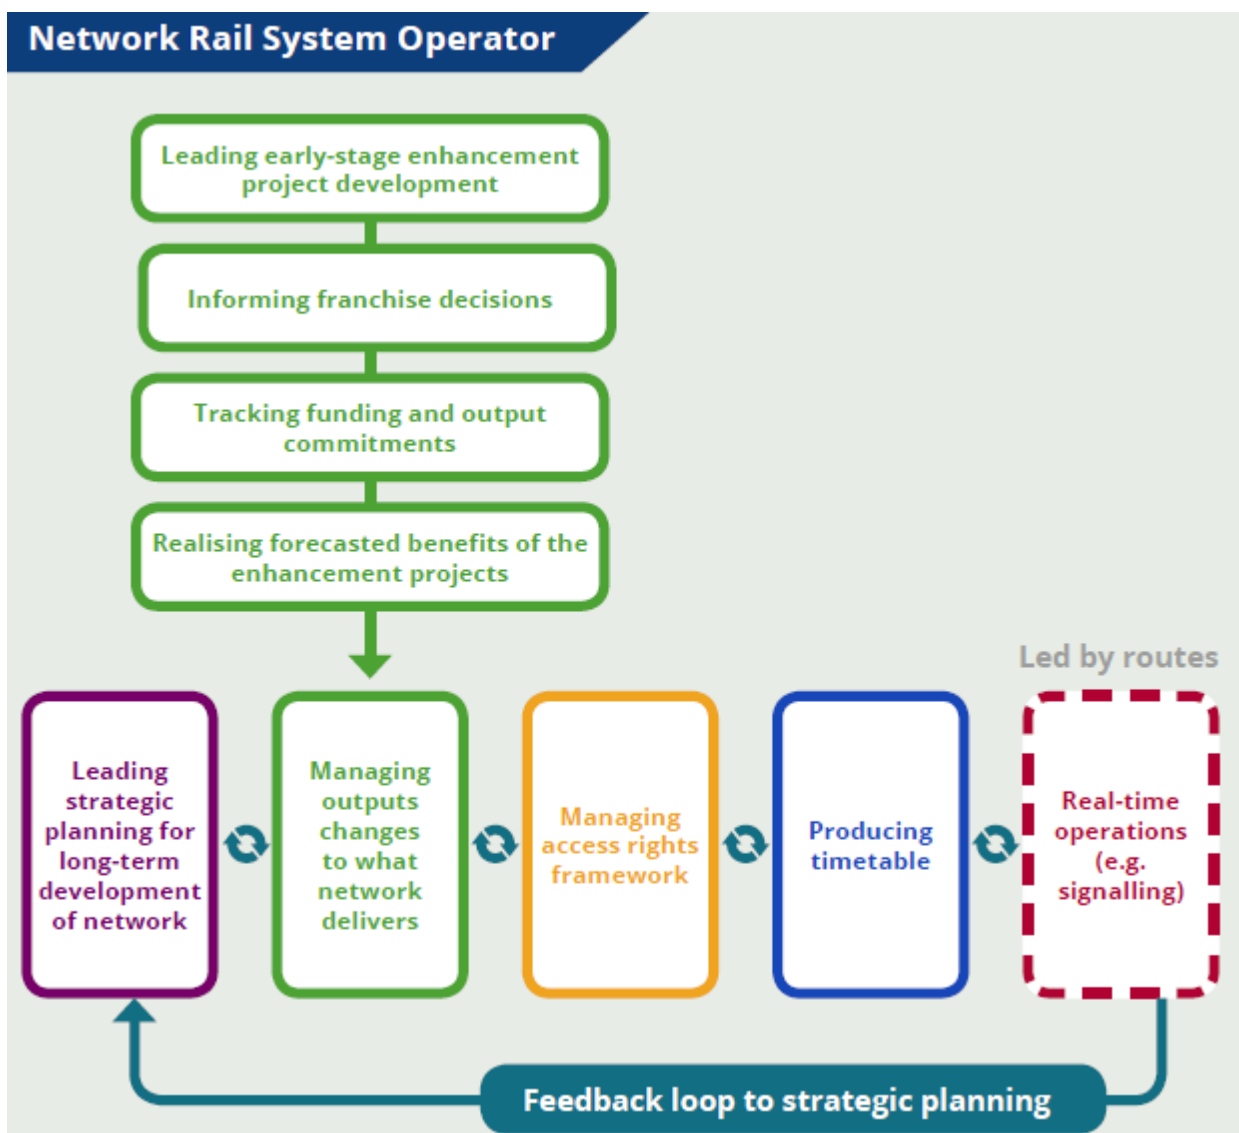 Network Rail System Operator
Leading early-stage enhancement
project development
Informing franchise decisions
Tracking funding and output
commitments
Realising forecasted benefits of the
enhancement projects
Led by routes
Leading
strategic
planning for
long-term
development
of network
Managing
outputs
changes
to what
network
delivers
Managing
access rights
framework
Producing
timetable
Real-time
operations
(e.g.
signalling)
Feedback loop to strategic planning